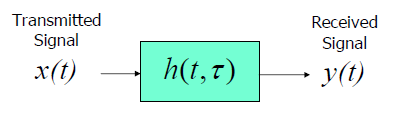 Transmitted
Signal
x(t)
h(t,τ)
Received
Signal
y(t)